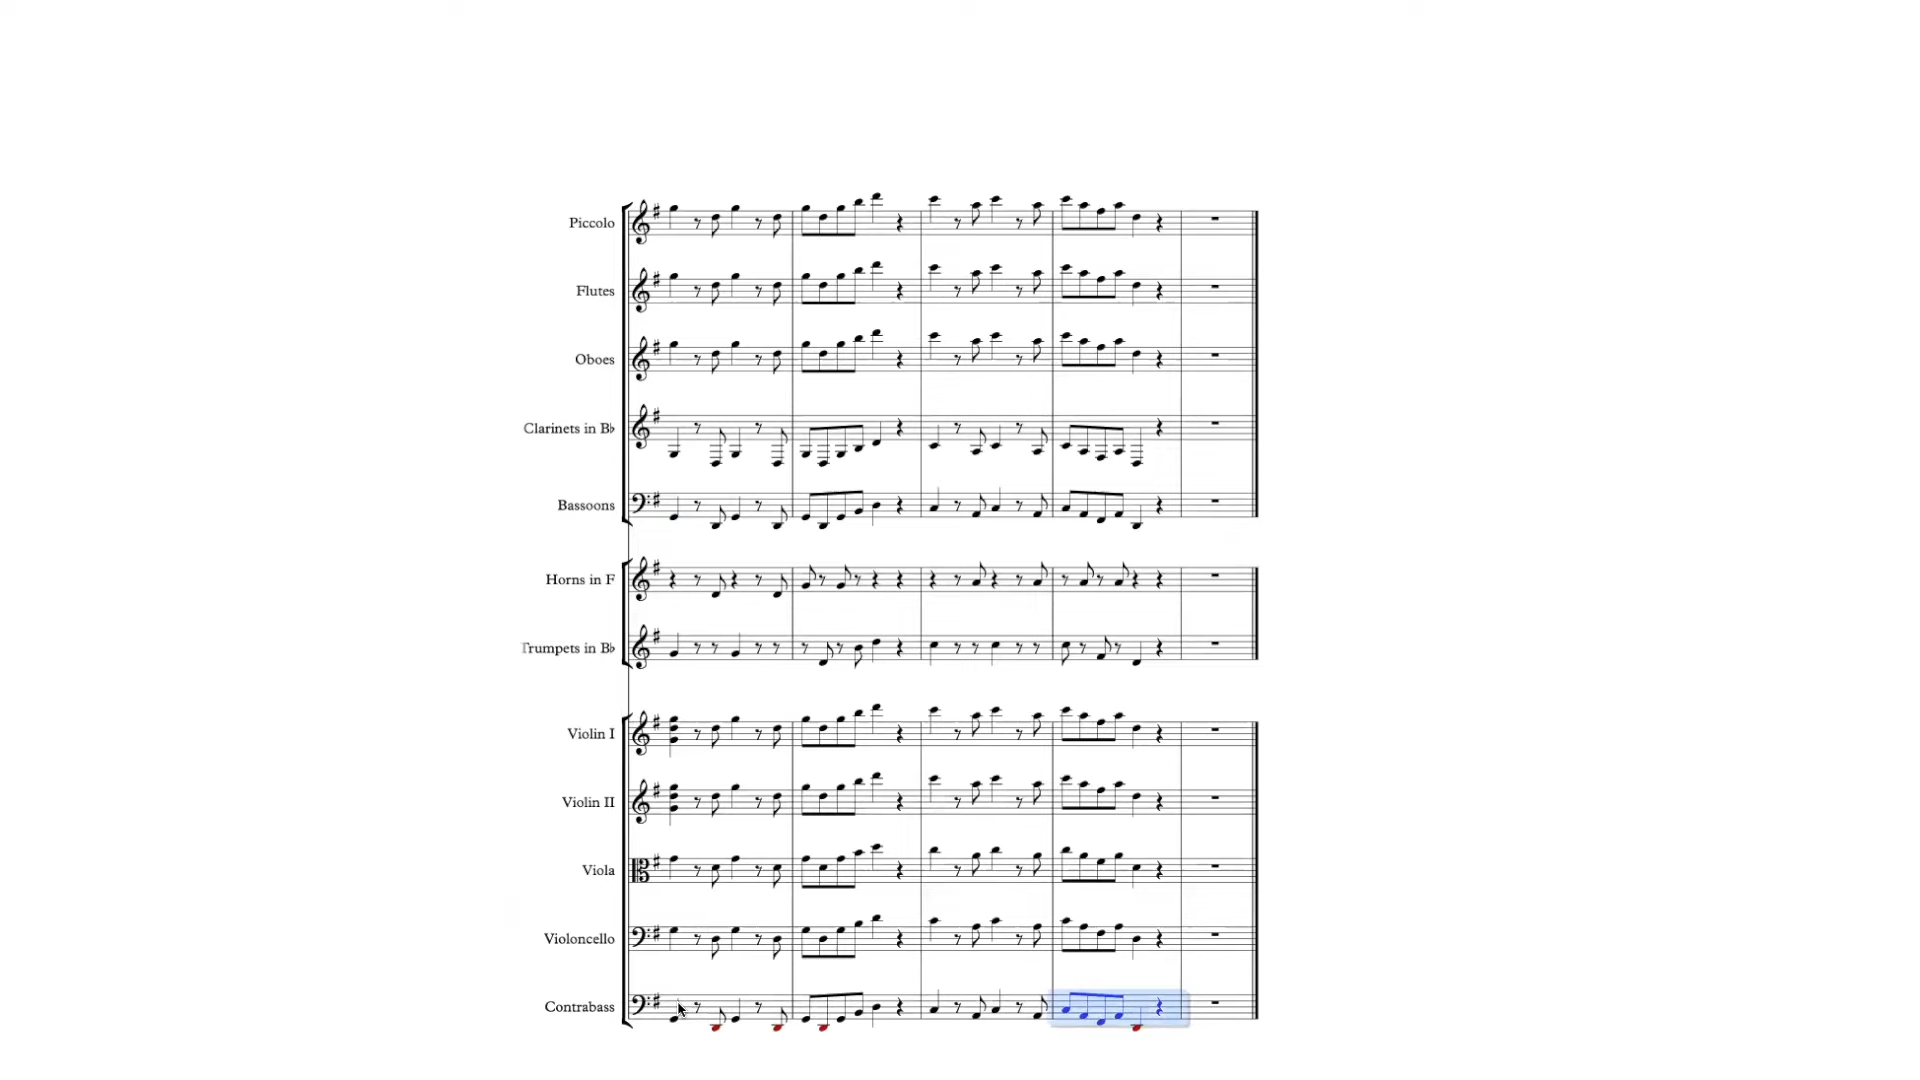 Piccolo
Flutes
Oboes
Clarinets in B♭
Bassoons
Horns in F
Trumpets in B♭
Violin I
Violin II
Viola
Violoncello
Contrabass